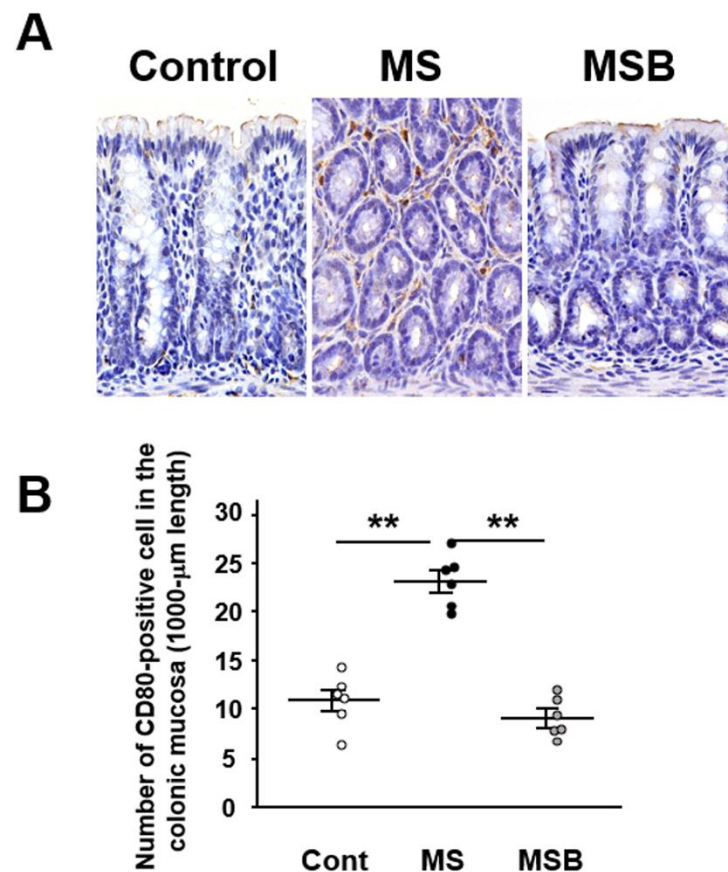 A
Control MS MSB
B
Number of CD80-positive cell in the
colonic mucosa (1000-μm length)
30
25
20
15
10
5
0
** **
Cont MS MSB